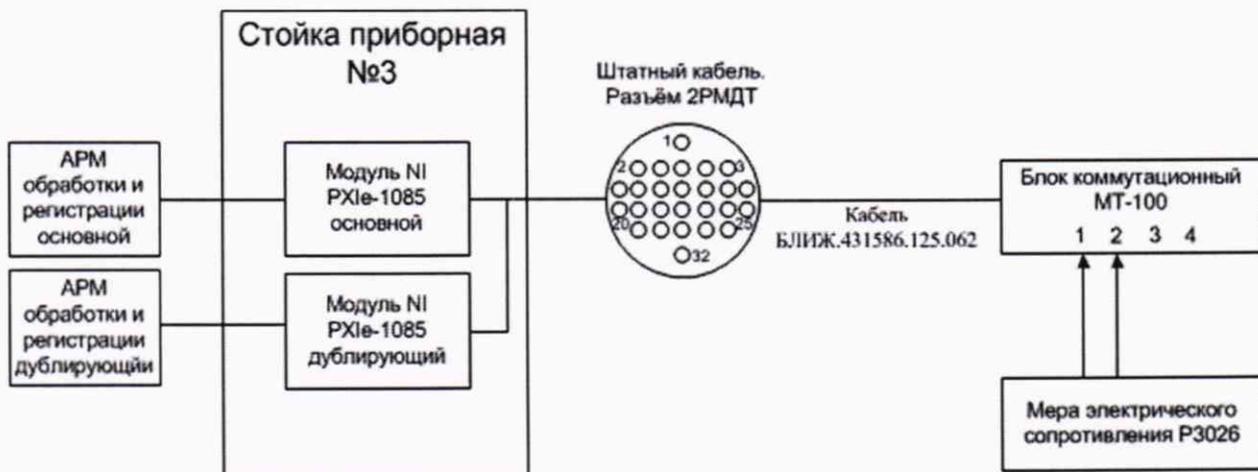 Стойка приборная
№3
Штатный кабель.
Разъём 2РМДТ
АРМ
обработки и
регистрации
основной
Модуль NI
PXIe-1085
основной
1
2
3
20
25
32
Кабель
БЛИЖ.431586.125.062
Блок коммутационный
МТ-100
1 2 3 4
АРМ
обработки и
регистрации
дублирующйи
Модуль NI
PXIe-1085
дублирующий
Мера электрического
сопротивления Р3026